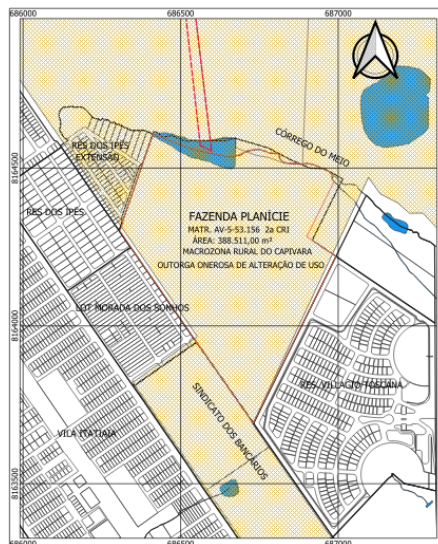 686000 686500 687000
CÓRREGO DO MEIO
RES DOS IPÊS
EXTENSÃO
8164500
RES DOS IPÊS
FAZENDA PLANÍCIE
MATR. AV-5-53.156 2a CRI
ÁREA: 388.511,00 m²
MACROZONA RURAL DO CAPIVARA
OUTORGA ONEROSA DE ALTERAÇÃO DE USO
LOT MORADA DOS SONHOS
8164000
RES. VILLAGIO TOSCANA
SINDICATO DOS BANCÁRIOS
VILA ITATIAIA
8163500
686000 686500 687000